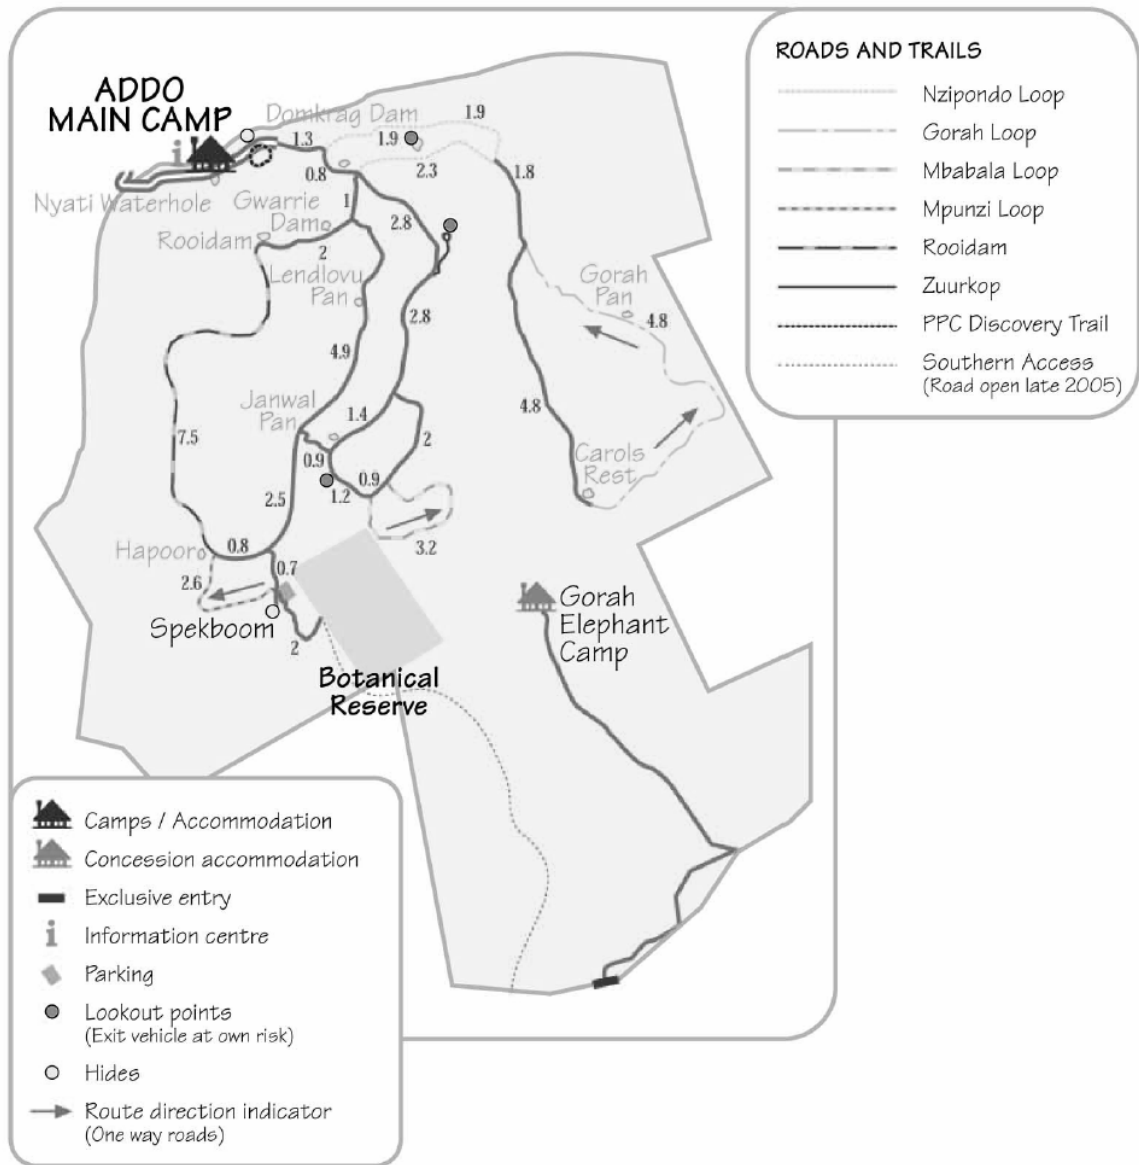 ROADS AND TRAILS
Nzipondo Loop
Gorah Loop
Mbabala Loop
Mpunzi Loop
Rooidam
Zuurkop
PPC Discovery Trail
Southern Access
(Road open late 2005)
ADDO
MAIN CAMP
Domkrag Dam
1.9
1.3
1.9
i
0.8
2.3
1.8
Nyati Waterhole
Gwarrie
Dam
1
2.8
Rooidam
2
Lendlovu
Pan
Gorah
Pan
2.8
4.8
4.9
Janwal
Pan
1.4
4.8
7.5
2
Carols
Rest
0.9
0.9
2.5
1.2
Hapoor
0.8
3.2
0.7
2.6
Spekboom
2
Gorah
Elephant
Camp
Botanical
Reserve
Camps / Accommodation
Concession accommodation
Exclusive entry
i Information centre
Parking
Lookout points
(Exit vehicle at own risk)
Hides
Route direction indicator
(One way roads)